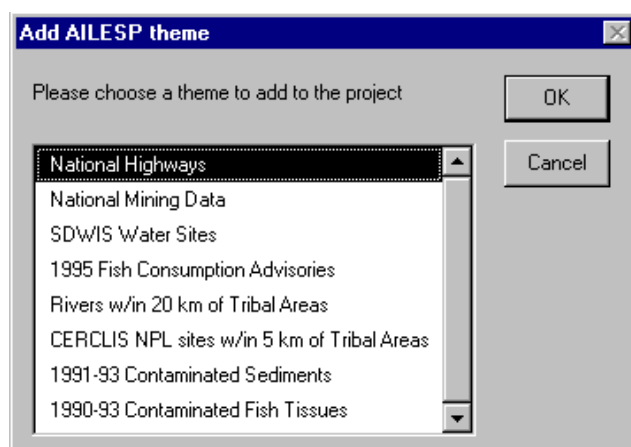 Add AILESP theme
Please choose a theme to add to the project
OK
Cancel
National Highways
National Mining Data
SDWIS Water Sites
1995 Fish Consumption Advisories
Rivers w/in 20 km of Tribal Areas
CERCLIS NPL sites w/in 5 km of Tribal Areas
1991-93 Contaminated Sediments
1990-93 Contaminated Fish Tissues